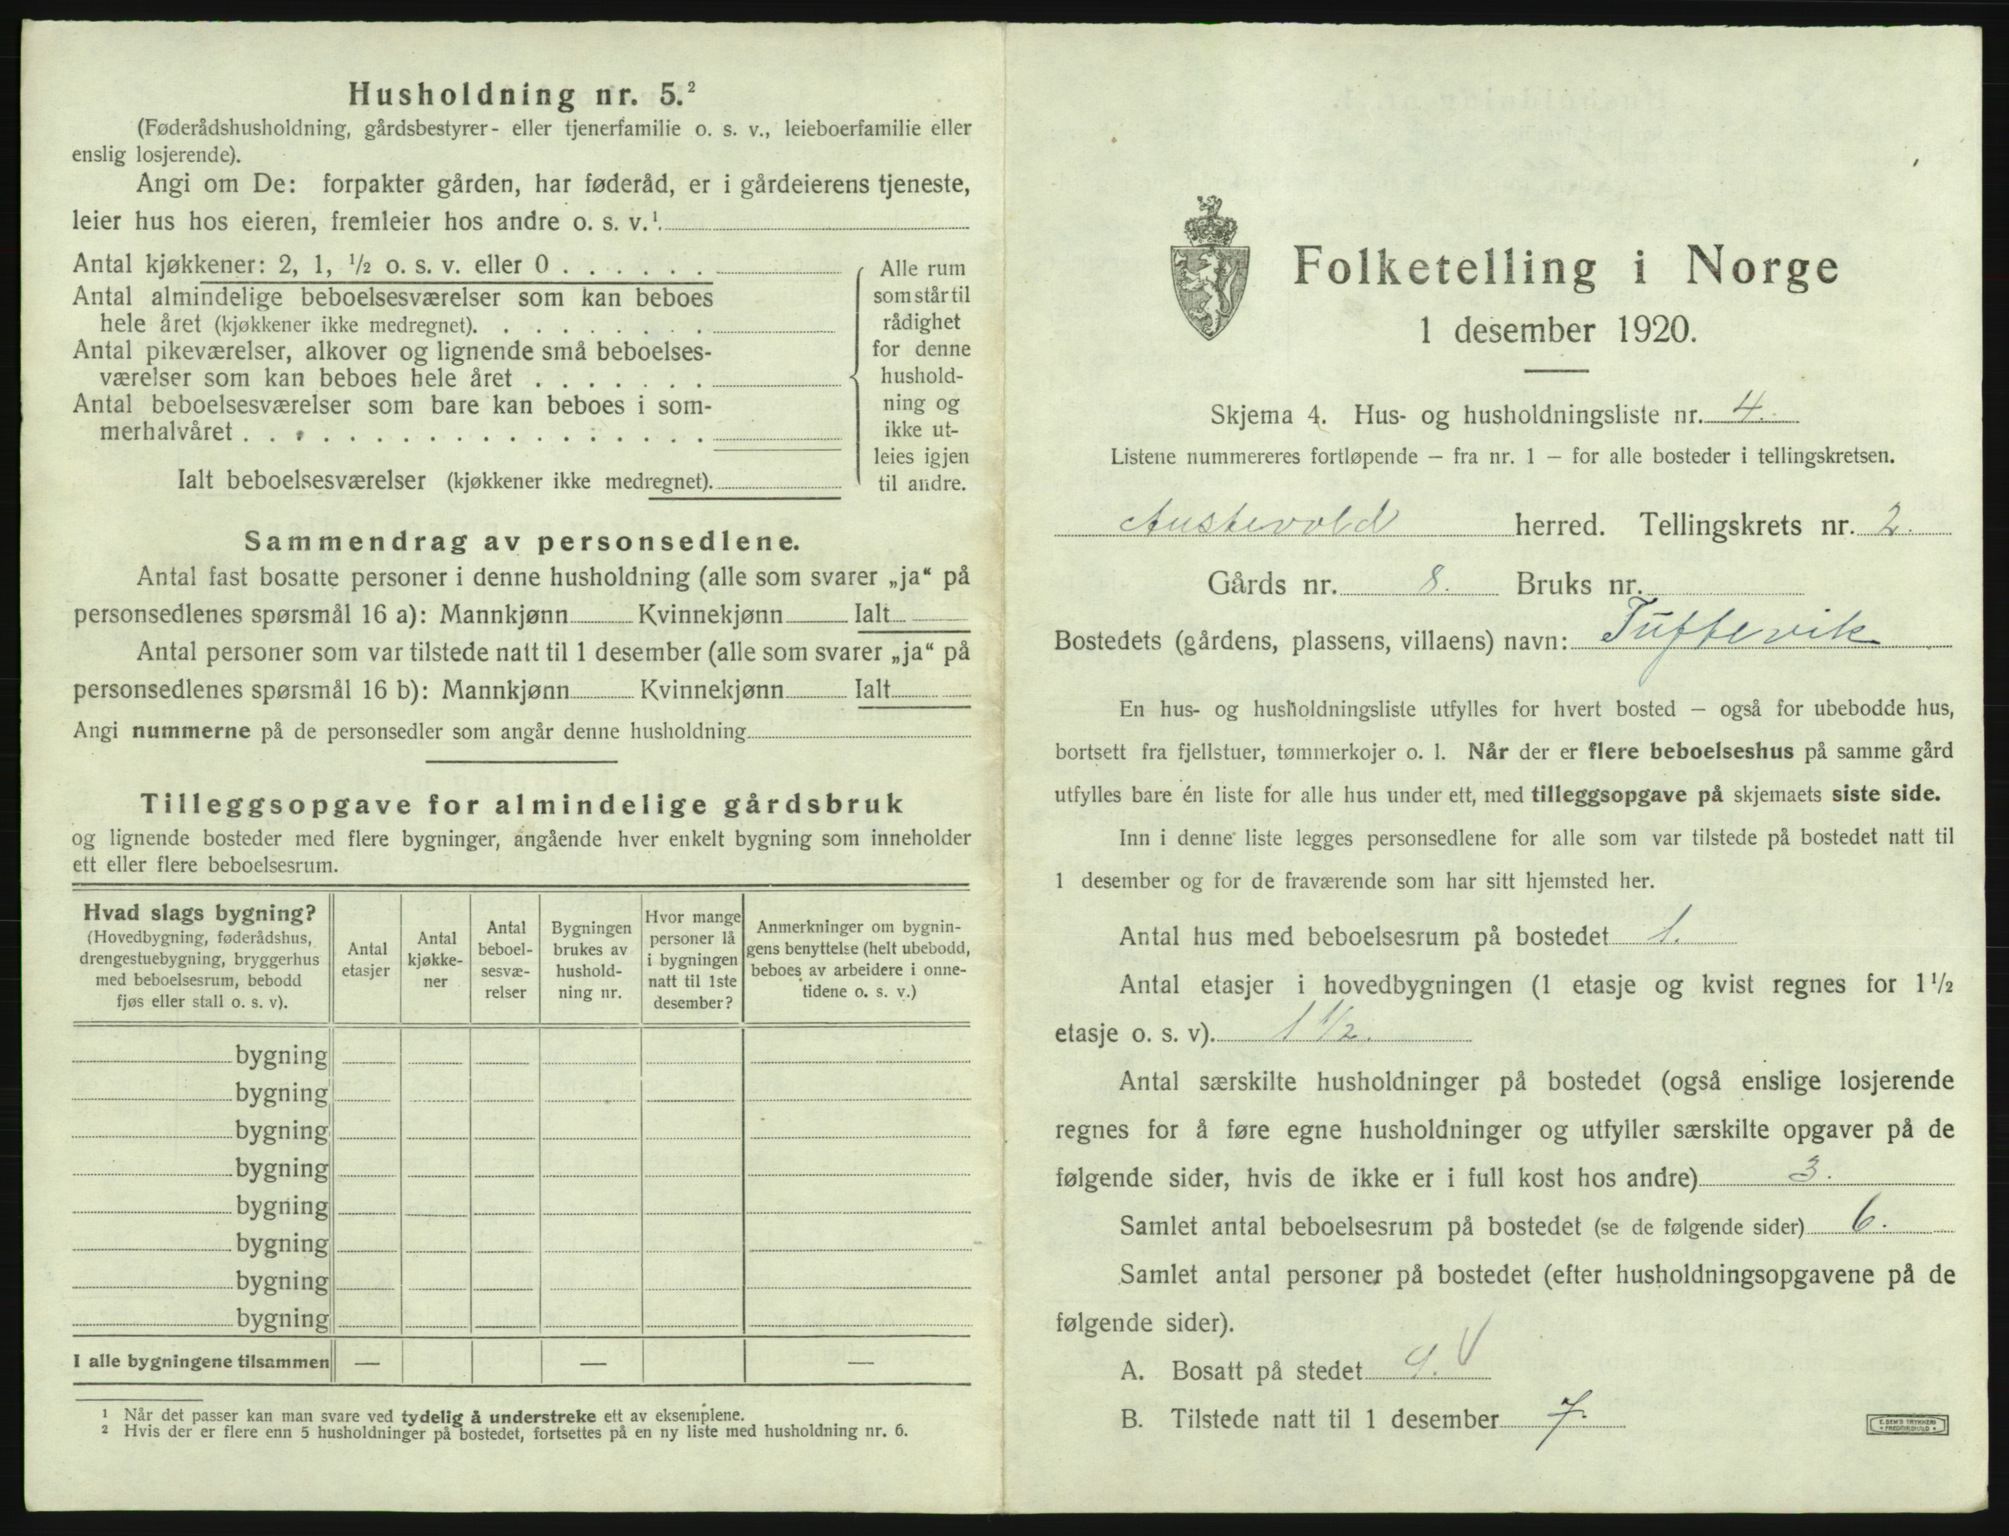 Husholdning nr. 5.²
(Føderådshusholdning, gårdsbestyrer- eller tjenerfamilie o. s. v., leieboerfamilie eller
enslig losjerende).
Angi om De: forpakter gården, har føderåd, er i gårdeierens tjeneste,
leier hus hos eieren, fremleier hos andre o. s. v.¹
Antal kjøkkener: 2, 1, ½ o. s. v. eller 0 . . . . . .
Antal almindelige beboelsesværelser som kan beboes
hele året (kjøkkener ikke medregnet). . . . . . . . . .
Antal pikeværelser, alkover og lignende små beboelses-
værelser som kan beboes hele året . . . . . . .
Antal beboelsesværelser som bare kan beboes i som-
merhalvåret . . . . . . . . . . . . . . . . . .
Ialt beboelsesværelser (kjøkkener ikke medregnet).
Alle rum
som står til
rådighet
for denne
hushold-
ning og
ikke ut-
leies igjen
til andre.
Sammendrag av personsedlene.
Antal fast bosatte personer i denne husholdning (alle som svarer „ja“ på
personsedlenes spørsmål 16 a): Mannkjønn Kvinnekjønn Ialt
Antal personer som var tilstede natt til 1 desember (alle som svarer „ja“ på
personsedlenes spørsmål 16 b): Mannkjønn Kvinnekjønn Ialt
Angi nummerne på de personsedler som angår denne husholdning
Tilleggsopgave for almindelige gårdsbruk
og lignende bosteder med flere bygninger, angående hver enkelt bygning som inneholder
ett eller flere beboelsesrum.
Hvad slags bygning?
(Hovedbygning, føderådshus,
drengestuebygning, bryggerhus
med beboelsesrum, bebodd
fjøs eller stall o. s. v).
Antal
etasjer
Antal
kjøkke-
ner
Antal
beboel-
sesvæ-
relser
Bygningen
brukes av
hushold-
ning nr.
Hvor mange
personer lå
i bygningen
natt til 1ste
desember?
Anmerkninger om bygnin-
gens benyttelse (helt ubebodd,
beboes av arbeidere i onne-
tidene o. s. v.)
bygning
bygning
bygning
bygning
bygning
bygning
bygning
bygning
I alle bygningene tilsammen — — —
¹ Når det passer kan man svare ved tydelig å understreke ett av eksemplene.
² Hvis der er flere enn 5 husholdninger på bostedet, fortsettes på en ny liste med husholdning nr. 6.
Folketelling i Norge
1 desember 1920.
Skjema 4. Hus- og husholdningsliste nr. 4.
Listene nummereres fortløpende – fra nr. 1 – for alle bosteder i tellingskretsen.
Austevold herred. Tellingskrets nr. 2.
Gårds nr. 8. Bruks nr.
Bostedets (gårdens, plassens, villaens) navn: Tuftevik
En hus- og husholdningsliste utfylles for hvert bosted – også for ubebodde hus,
bortsett fra fjellstuer, tømmerkojer o. l. Når der er flere beboelseshus på samme gård
utfylles bare én liste for alle hus under ett, med tilleggsopgave på skjemaets siste side.
Inn i denne liste legges personsedlene for alle som var tilstede på bostedet natt til
1 desember og for de fraværende som har sitt hjemsted her.
Antal hus med beboelsesrum på bostedet 1.
Antal etasjer i hovedbygningen (1 etasje og kvist regnes for 1½
etasje o. s. v). 1½.
Antal særskilte husholdninger på bostedet (også enslige losjerende
regnes for å føre egne husholdninger og utfyller særskilte opgaver på de
følgende sider, hvis de ikke er i full kost hos andre) 3.
Samlet antal beboelsesrum på bostedet (se de følgende sider) 6.
Samlet antal personer på bostedet (efter husholdningsopgavene på de
følgende sider).
A. Bosatt på stedet 9. V
B. Tilstede natt til 1 desember 7.